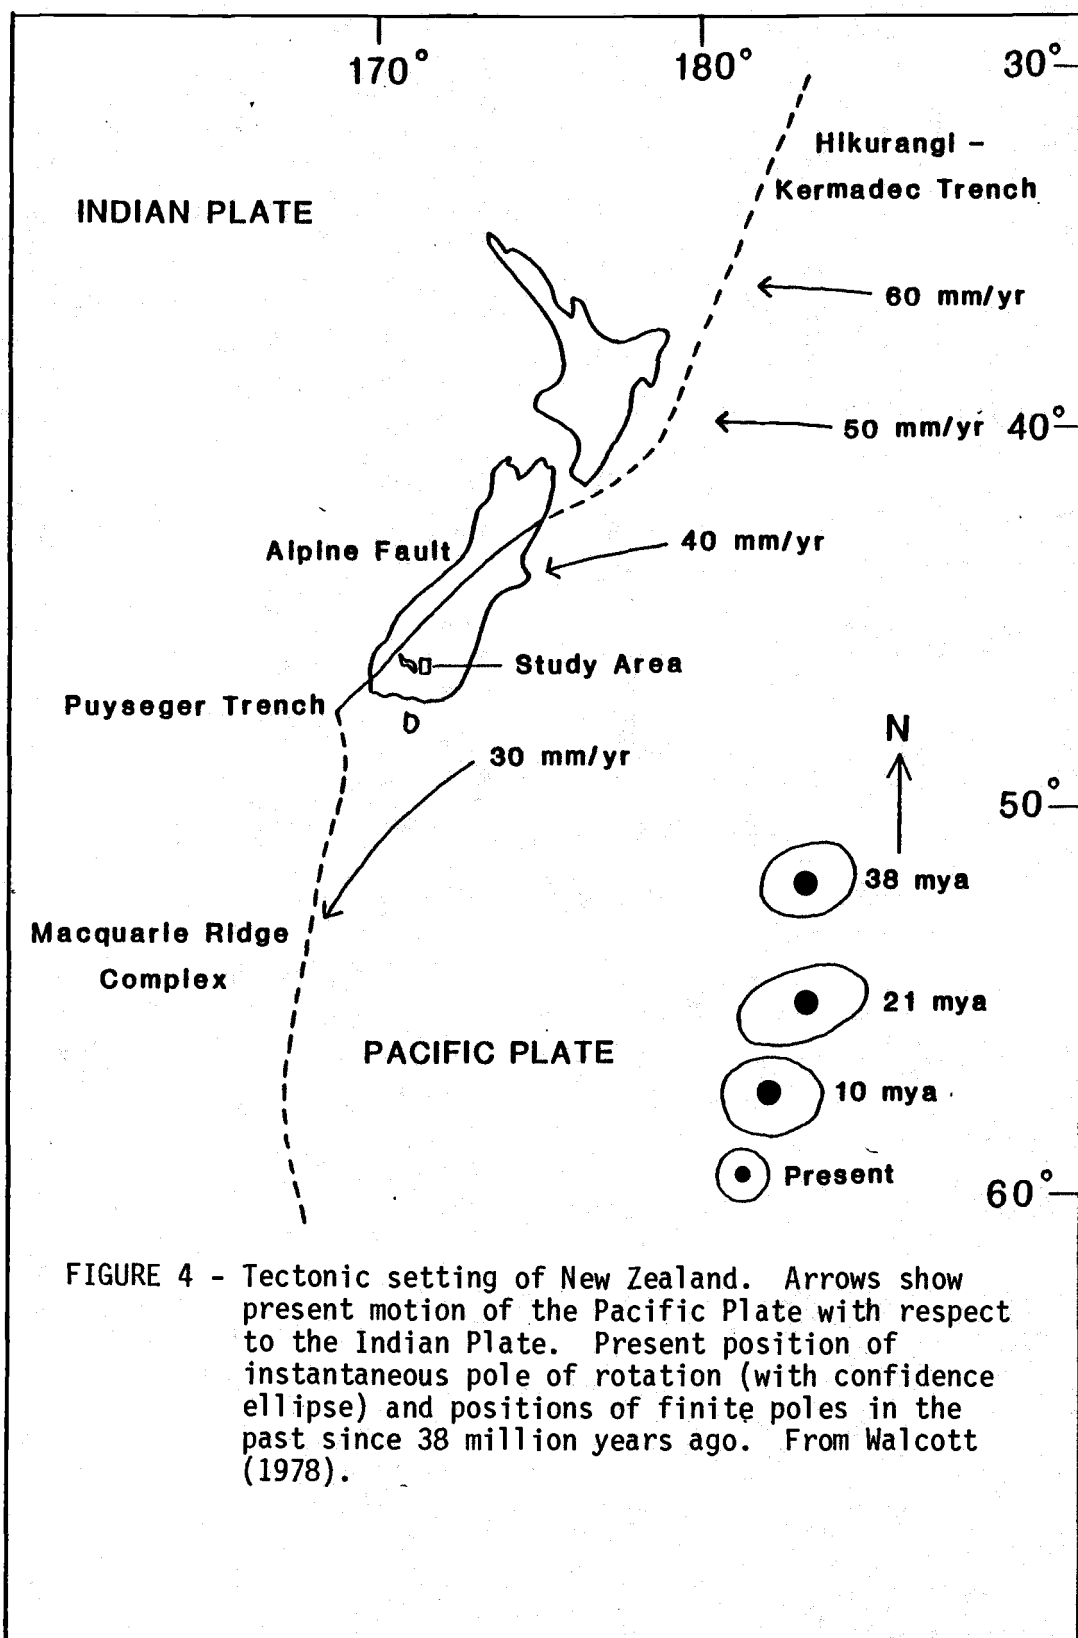 170°
180°
30°
Hikurangi –
Kermadec Trench
INDIAN PLATE
60 mm/yr
50 mm/yr
40°
Alpine Fault
40 mm/yr
Study Area
Puyseger Trench
D
30 mm/yr
N
50°
38 mya
Macquarie Ridge
Complex
21 mya
PACIFIC PLATE
10 mya
Present
60°
FIGURE 4 - Tectonic setting of New Zealand. Arrows show
present motion of the Pacific Plate with respect
to the Indian Plate. Present position of
instantaneous pole of rotation (with confidence
ellipse) and positions of finite poles in the
past since 38 million years ago. From Walcott
(1978).